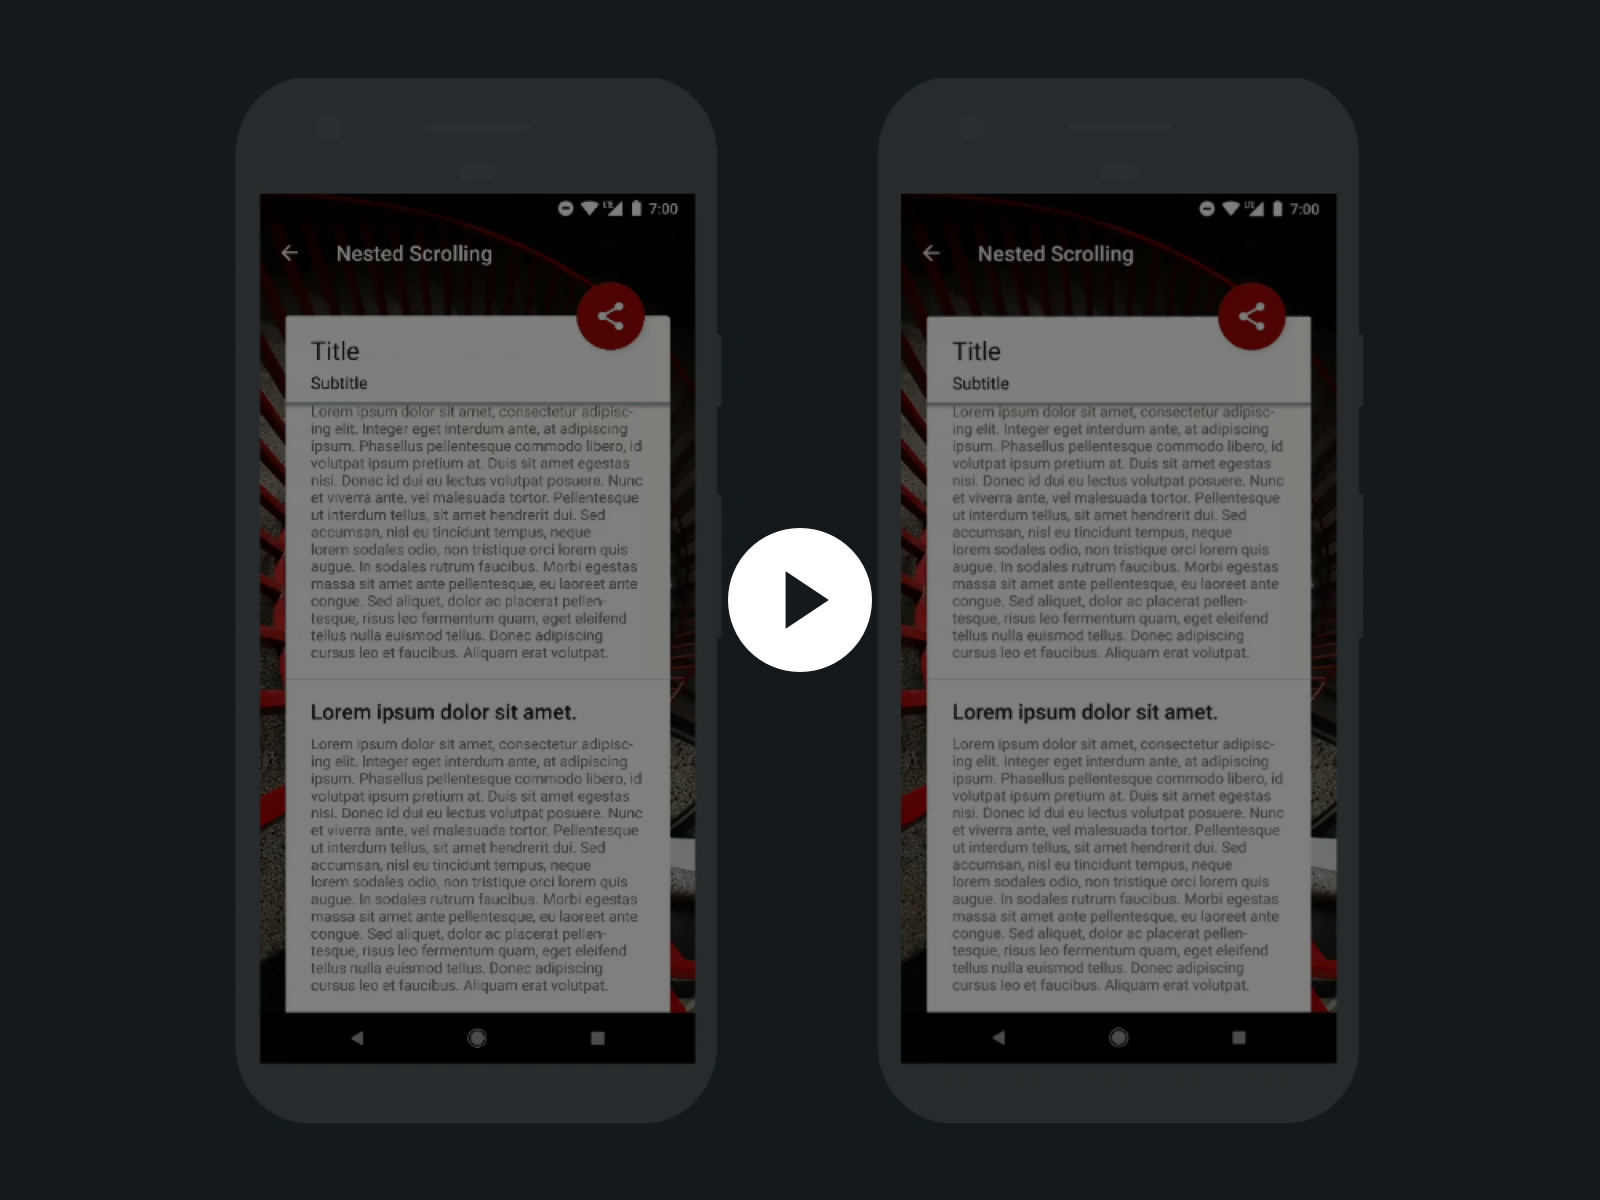 LTE 7:00
Nested Scrolling
Title
Subtitle
Lorem ipsum dolor sit amet, consectetur adipisc-
ing elit. Integer eget interdum ante, at adipiscing
ipsum. Phasellus pellentesque commodo libero, id
volutpat ipsum pretium at. Duis sit amet egestas
nisi. Donec id dui eu lectus volutpat posuere. Nunc
et viverra ante, vel malesuada tortor. Pellentesque
ut interdum tellus, sit amet hendrerit dui. Sed
accumsan, nisl eu tincidunt tempus, neque
lorem sodales odio, non tristique orci lorem quis
augue. In sodales rutrum faucibus. Morbi egestas
massa sit amet ante pellentesque, eu laoreet ante
congue. Sed aliquet, dolor ac placerat pellen-
tesque, risus leo fermentum quam, eget eleifend
tellus nulla euismod tellus. Donec adipiscing
cursus leo et faucibus. Aliquam erat volutpat.
Lorem ipsum dolor sit amet.
Lorem ipsum dolor sit amet, consectetur adipisc-
ing elit. Integer eget interdum ante, at adipiscing
ipsum. Phasellus pellentesque commodo libero, id
volutpat ipsum pretium at. Duis sit amet egestas
nisi. Donec id dui eu lectus volutpat posuere. Nunc
et viverra ante, vel malesuada tortor. Pellentesque
ut interdum tellus, sit amet hendrerit dui. Sed
accumsan, nisl eu tincidunt tempus, neque
lorem sodales odio, non tristique orci lorem quis
augue. In sodales rutrum faucibus. Morbi egestas
massa sit amet ante pellentesque, eu laoreet ante
congue. Sed aliquet, dolor ac placerat pellen-
tesque, risus leo fermentum quam, eget eleifend
tellus nulla euismod tellus. Donec adipiscing
cursus leo et faucibus. Aliquam erat volutpat.
LTE 7:00
Nested Scrolling
Title
Subtitle
Lorem ipsum dolor sit amet, consectetur adipisc-
ing elit. Integer eget interdum ante, at adipiscing
ipsum. Phasellus pellentesque commodo libero, id
volutpat ipsum pretium at. Duis sit amet egestas
nisi. Donec id dui eu lectus volutpat posuere. Nunc
et viverra ante, vel malesuada tortor. Pellentesque
ut interdum tellus, sit amet hendrerit dui. Sed
accumsan, nisl eu tincidunt tempus, neque
lorem sodales odio, non tristique orci lorem quis
augue. In sodales rutrum faucibus. Morbi egestas
massa sit amet ante pellentesque, eu laoreet ante
congue. Sed aliquet, dolor ac placerat pellen-
tesque, risus leo fermentum quam, eget eleifend
tellus nulla euismod tellus. Donec adipiscing
cursus leo et faucibus. Aliquam erat volutpat.
Lorem ipsum dolor sit amet.
Lorem ipsum dolor sit amet, consectetur adipisc-
ing elit. Integer eget interdum ante, at adipiscing
ipsum. Phasellus pellentesque commodo libero, id
volutpat ipsum pretium at. Duis sit amet egestas
nisi. Donec id dui eu lectus volutpat posuere. Nunc
et viverra ante, vel malesuada tortor. Pellentesque
ut interdum tellus, sit amet hendrerit dui. Sed
accumsan, nisl eu tincidunt tempus, neque
lorem sodales odio, non tristique orci lorem quis
augue. In sodales rutrum faucibus. Morbi egestas
massa sit amet ante pellentesque, eu laoreet ante
congue. Sed aliquet, dolor ac placerat pellen-
tesque, risus leo fermentum quam, eget eleifend
tellus nulla euismod tellus. Donec adipiscing
cursus leo et faucibus. Aliquam erat volutpat.